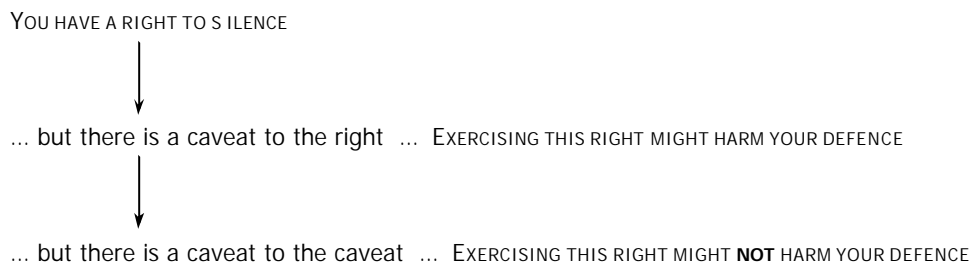 YOU HAVE A RIGHT TO S ILENCE
... but there is a caveat to the right ... EXERCISING THIS RIGHT MIGHT HARM YOUR DEFENCE
... but there is a caveat to the caveat ... EXERCISING THIS RIGHT MIGHT NOT HARM YOUR DEFENCE